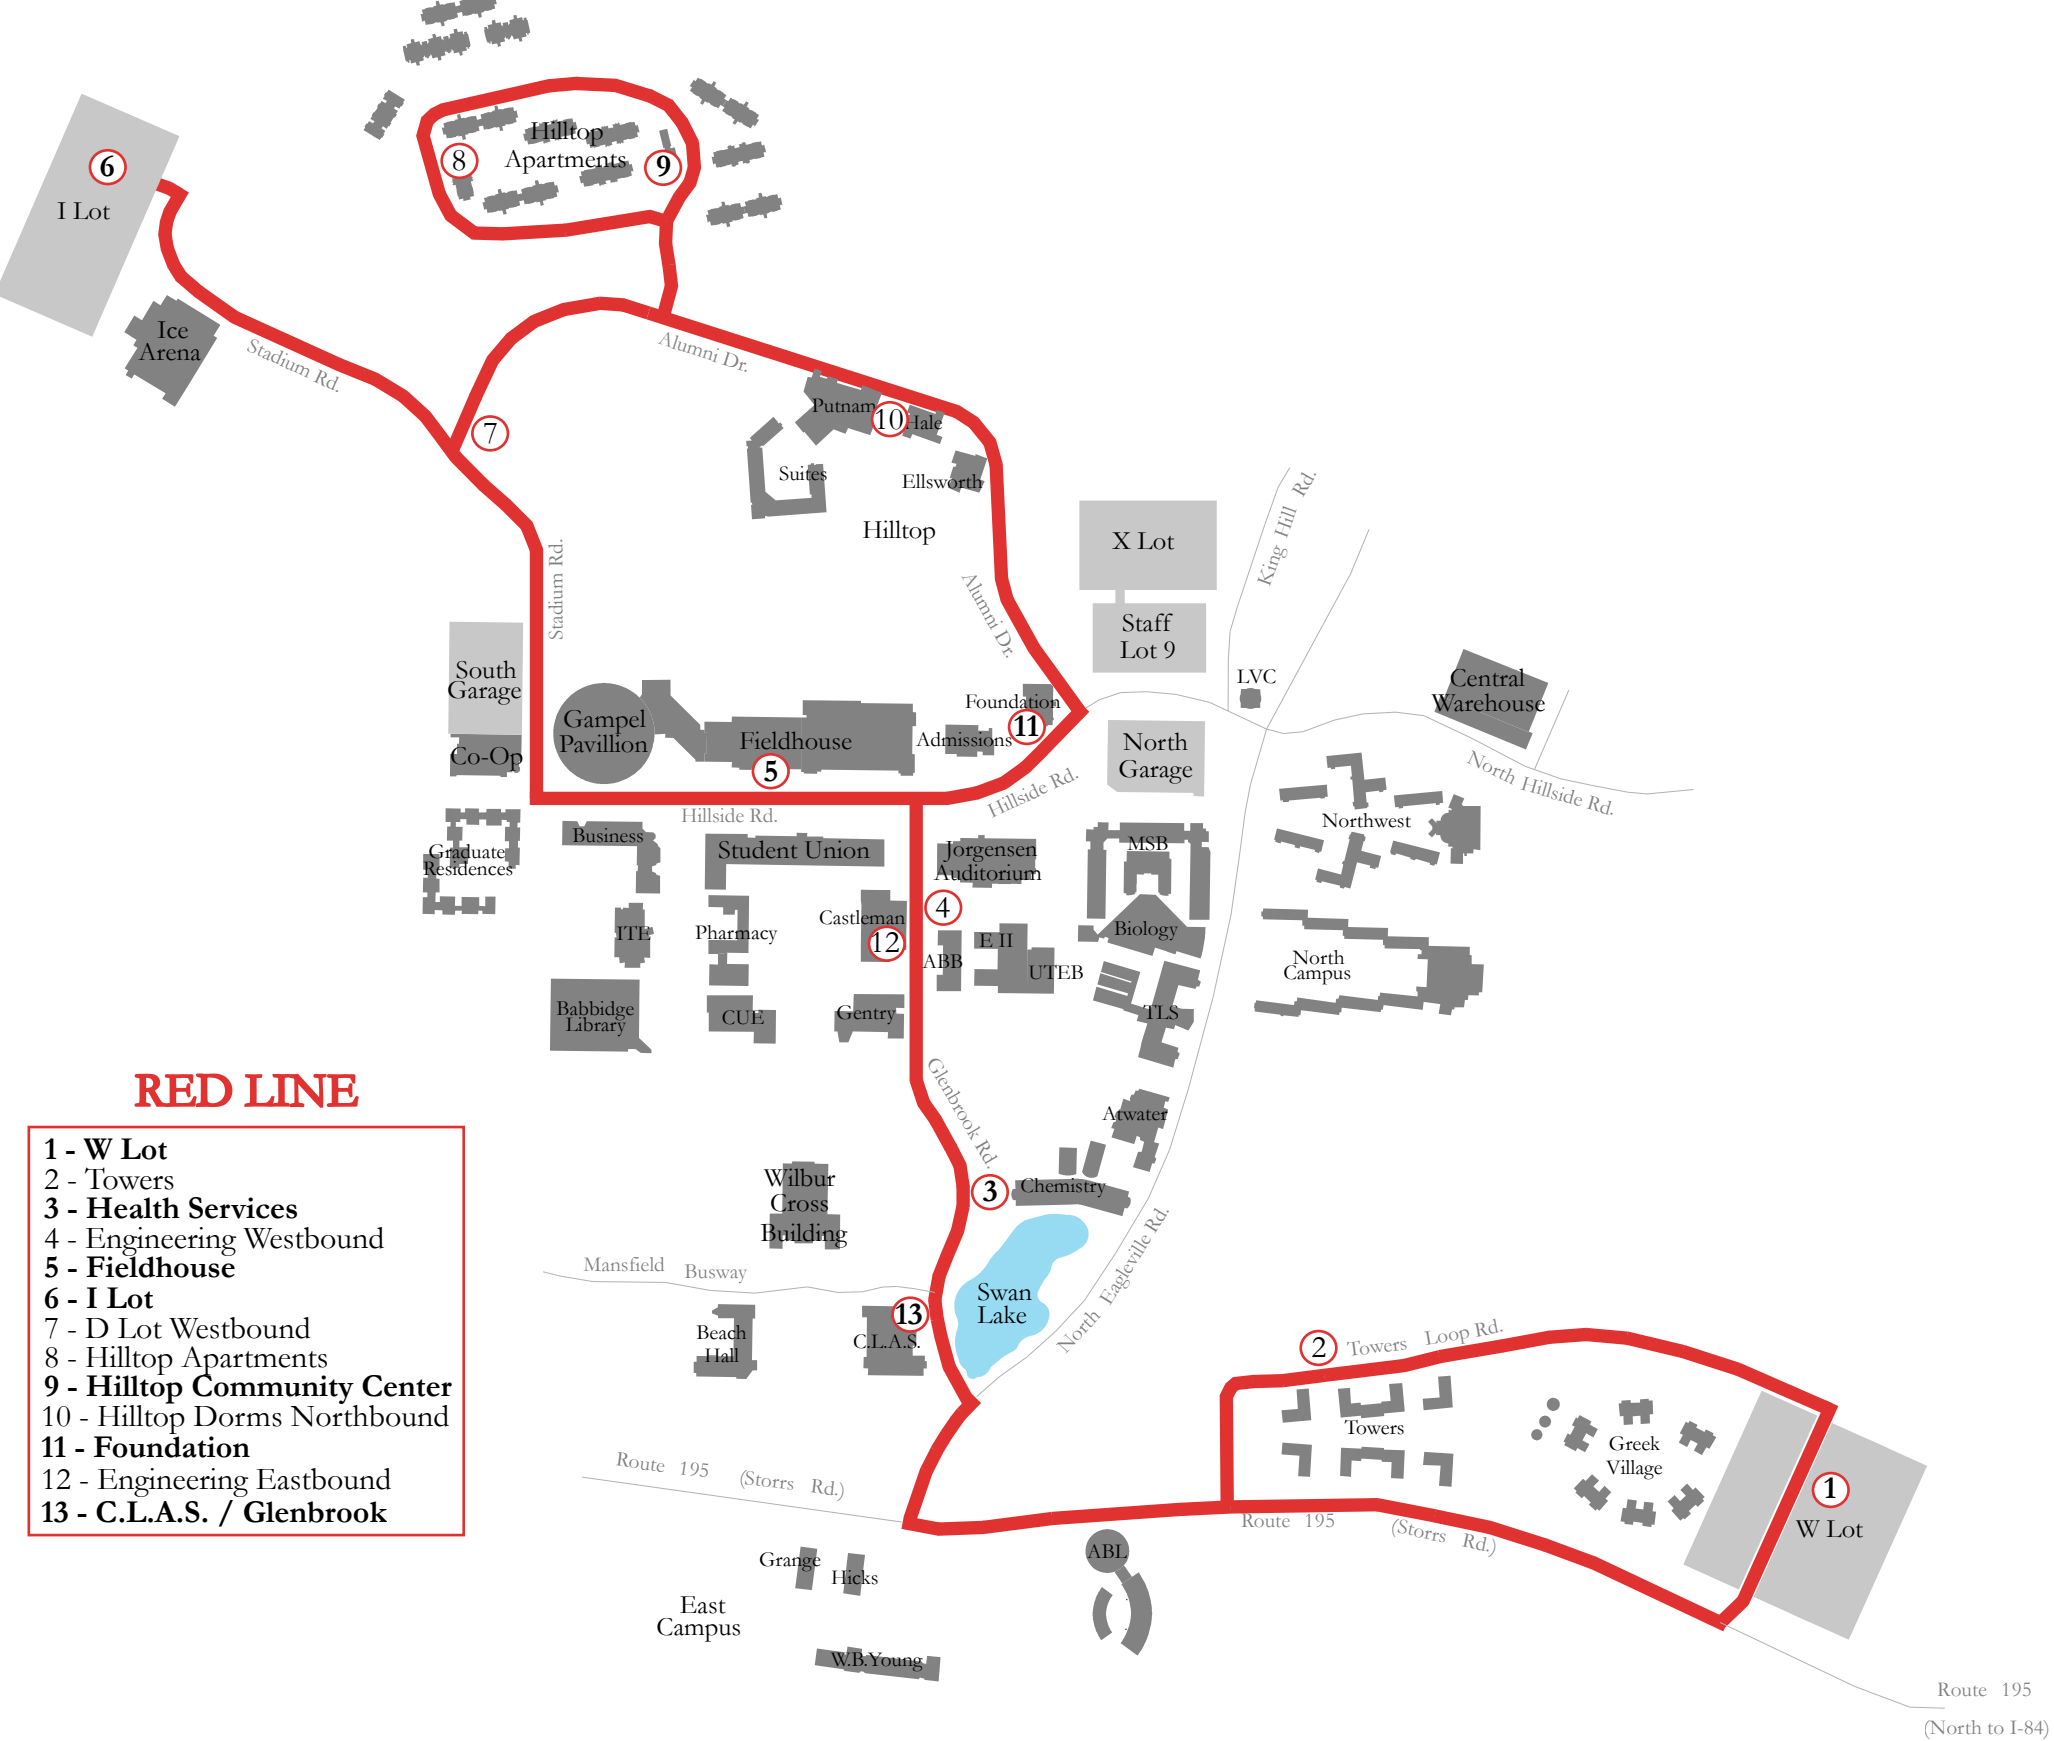 Hilltop
Apartments
8
9
6
I Lot
Ice
Arena
Stadium Rd.
Alumni Dr.
7
Putnam
10
Hale
Suites
Ellsworth
Hilltop
King Hill Rd.
X Lot
Stadium Rd.
Alumni Dr.
Staff
Lot 9
South
Garage
LVC
Central
Warehouse
Foundation
11
Gampel
Pavillion
Fieldhouse
5
Admissions
Co-Op
North
Garage
North Hillside Rd.
Hillside Rd.
Hillside Rd.
Northwest
Business
Student Union
Jorgensen
Auditorium
MSB
Graduate
Residences
4
Castleman
12
ITE
Pharmacy
E II
Biology
ABB
UTEB
North
Campus
Babbidge
Library
CUE
Gentry
TLS
Glenbrook Rd.
Atwater
Wilbur
Cross
Building
3
Chemistry
Mansfield Busway
Swan
Lake
North Eagleville Rd.
Beach
Hall
13
C.L.A.S.
2
Towers Loop Rd.
Towers
Greek
Village
1
W Lot
Route 195 (Storrs Rd.)
Route 195 (Storrs Rd.)
ABL
Grange
Hicks
East
Campus
W.B.Young
Route 195
(North to I-84)
RED LINE
1 - W Lot
2 - Towers
3 - Health Services
4 - Engineering Westbound
5 - Fieldhouse
6 - I Lot
7 - D Lot Westbound
8 - Hilltop Apartments
9 - Hilltop Community Center
10 - Hilltop Dorms Northbound
11 - Foundation
12 - Engineering Eastbound
13 - C.L.A.S. / Glenbrook